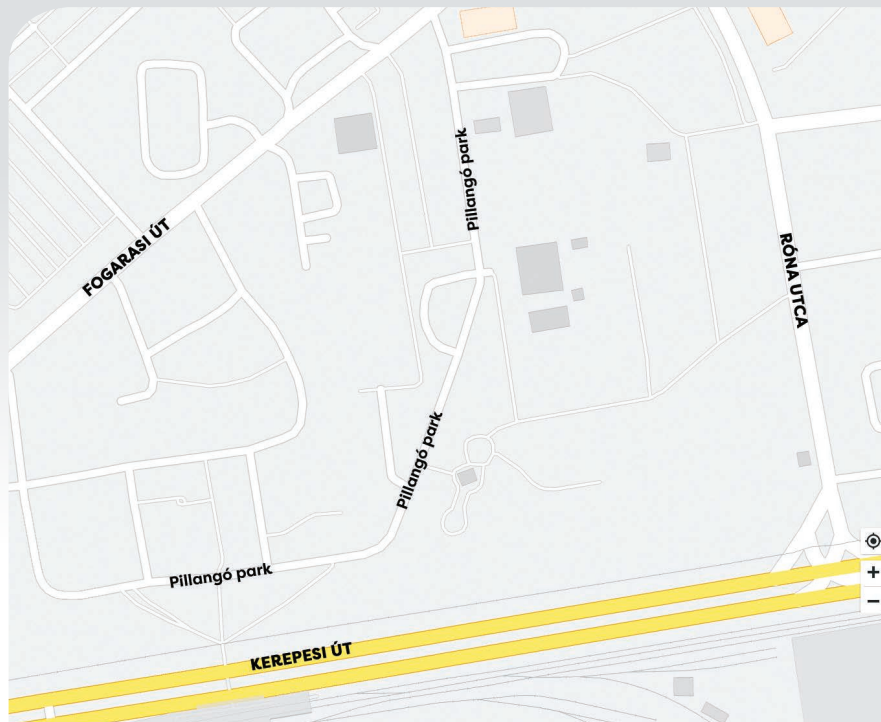 Pillangó park
FOGARASI ÚT
RÓNA UTCA
Pillangó park
Pillangó park
KEREPESI ÚT
+
−